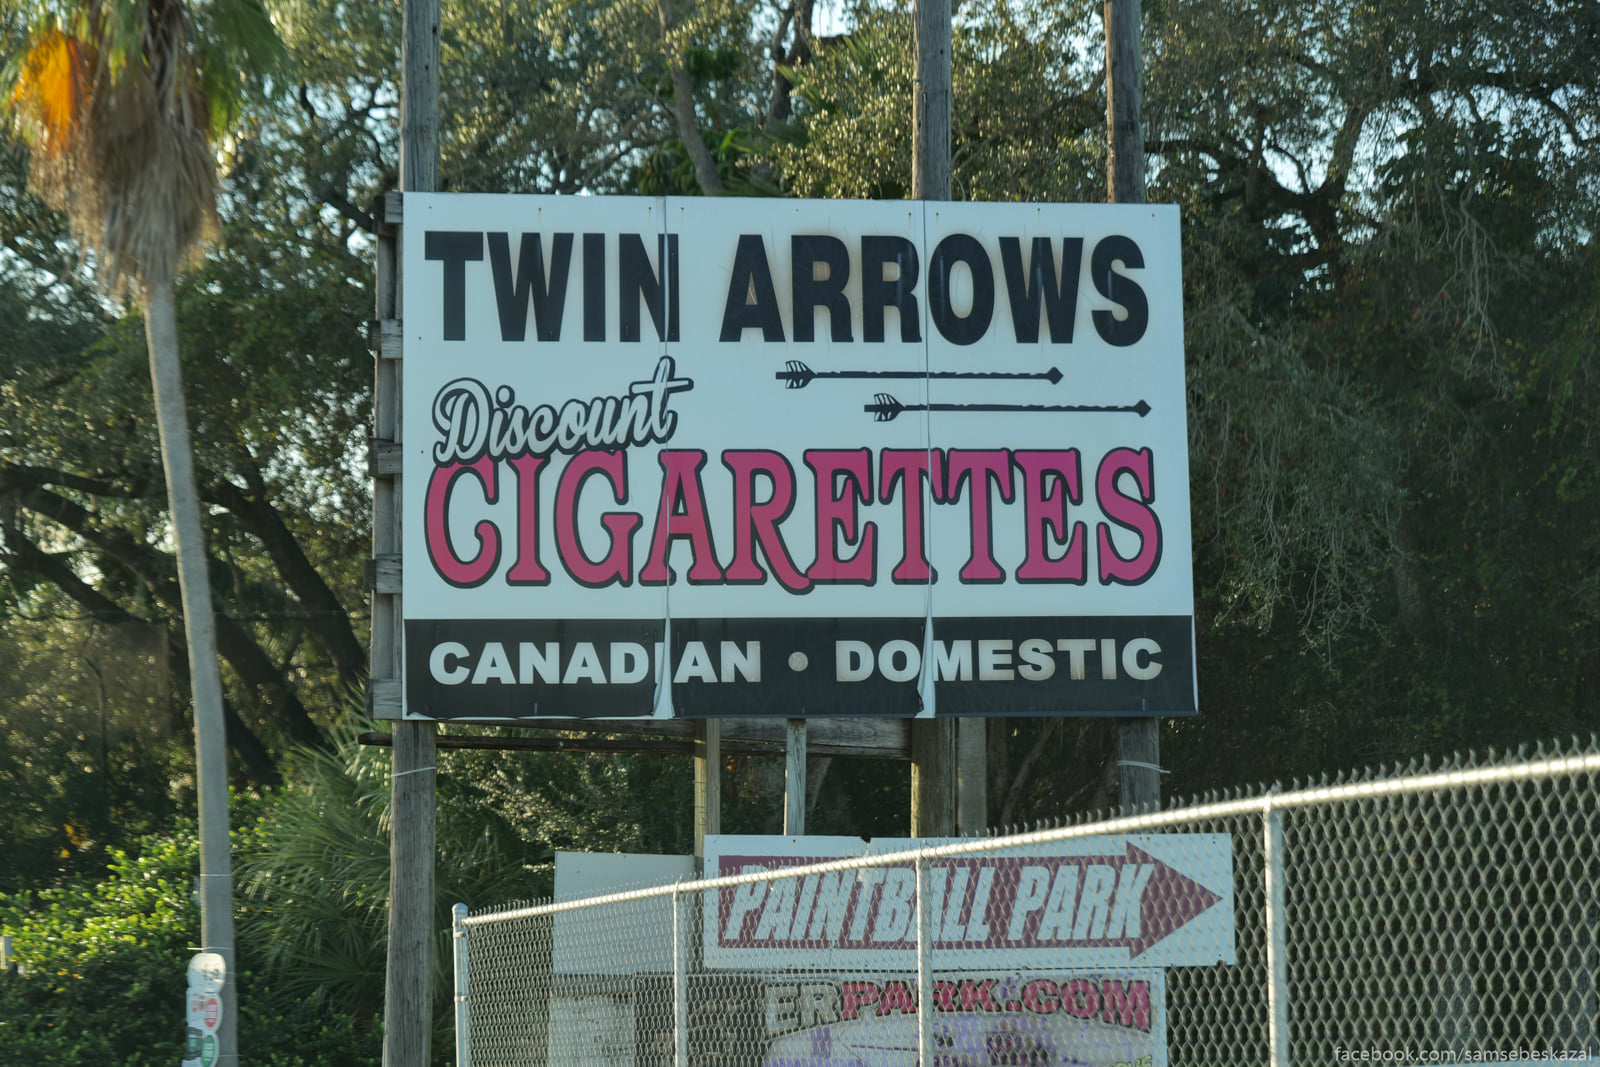 TWIN ARROWS
Discount
CIGARETTES
CANADIAN • DOMESTIC
PAINTBALL PARK
ERPARK.COM
facebook.com/samsebeskazal